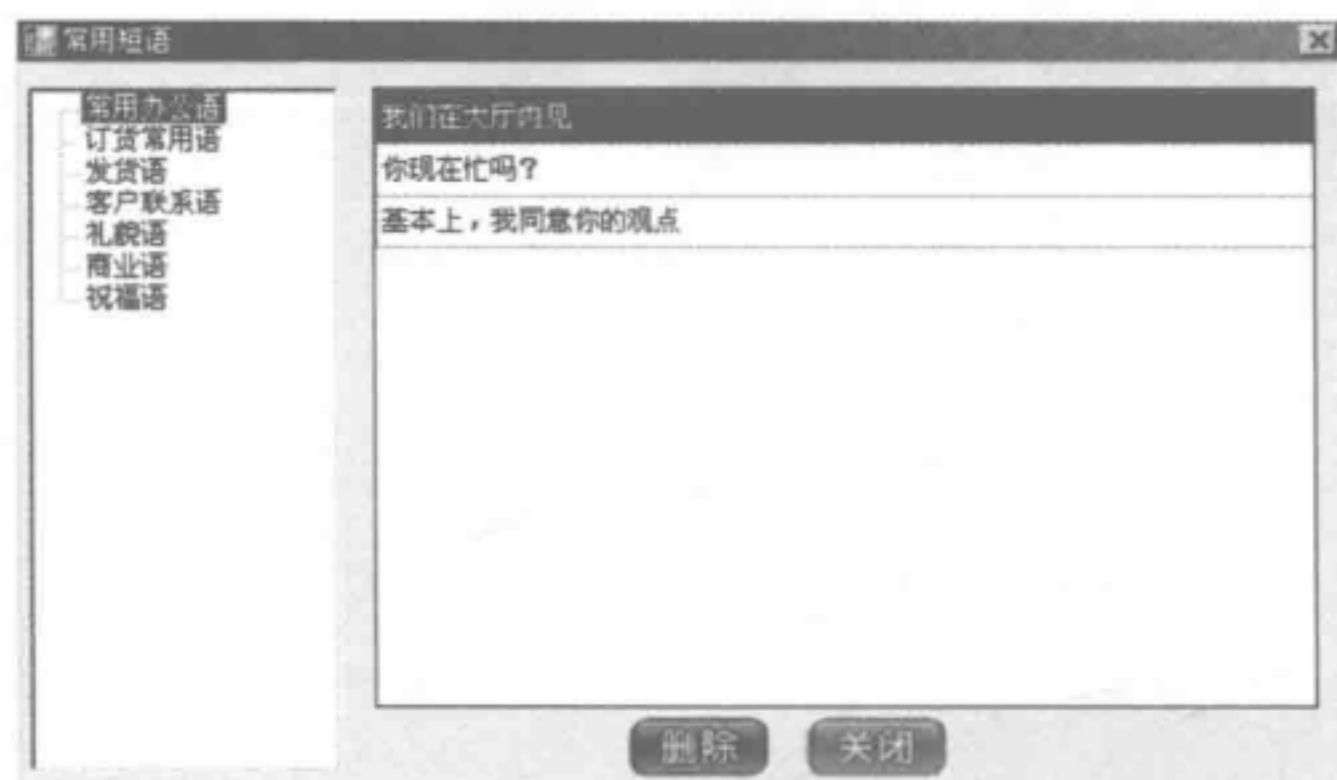 常用短语
常用办公语
订货常用语
发货语
客户联系语
礼貌语
商业语
祝福语
我们在大厅内见
你现在忙吗？
基本上，我同意你的观点
删除
关闭